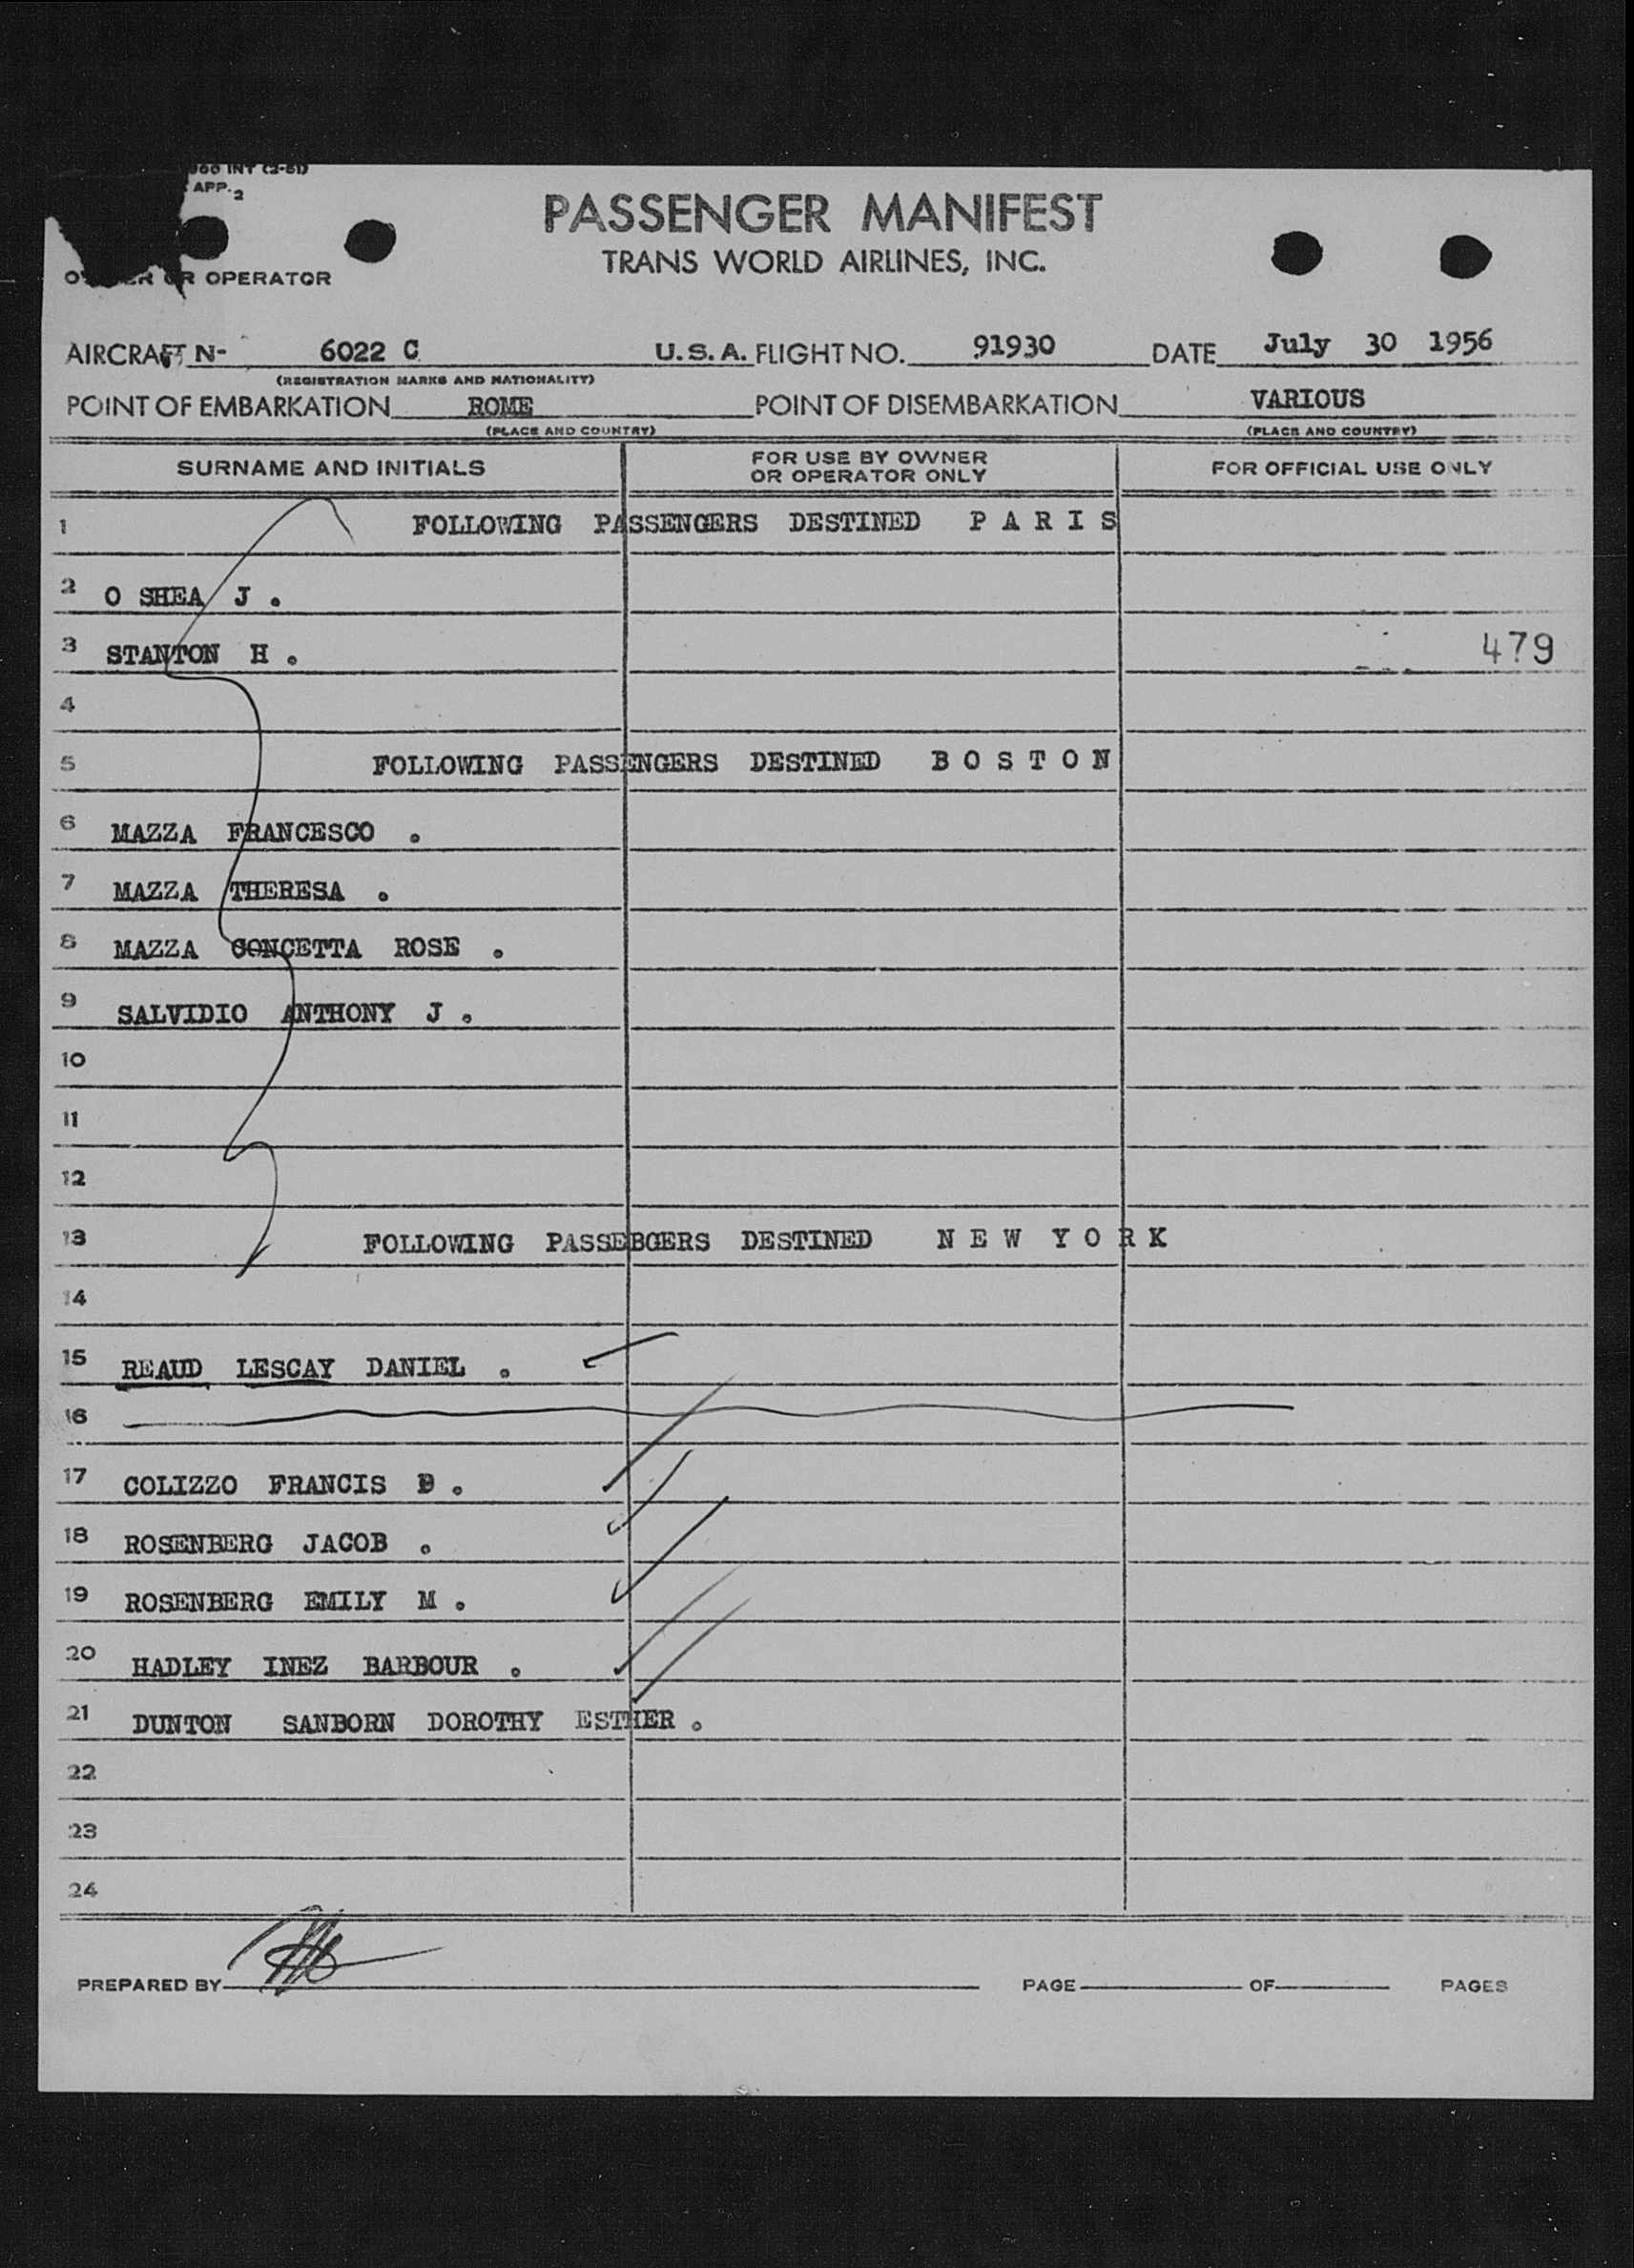 INT (2-51)
APP. 2
PASSENGER MANIFEST
TRANS WORLD AIRLINES, INC.
OR OPERATOR
AIRCRAFT N- 6022 C U.S.A. FLIGHT NO. 91930 DATE July 30 1956
(REGISTRATION MARKS AND NATIONALITY)
POINT OF EMBARKATION ROME POINT OF DISEMBARKATION VARIOUS
(PLACE AND COUNTRY) (PLACE AND COUNTRY)
SURNAME AND INITIALS FOR USE BY OWNER OR OPERATOR ONLY FOR OFFICIAL USE ONLY
1 FOLLOWING PASSENGERS DESTINED P A R I S
2 O SHEA J .
3 STANTON H . 479
4
5 FOLLOWING PASSENGERS DESTINED B O S T O N
6 MAZZA FRANCESCO .
7 MAZZA THERESA .
8 MAZZA CONCETTA ROSE .
9 SALVIDIO ANTHONY J .
10
11
12
13 FOLLOWING PASSEBGERS DESTINED N E W Y O R K
14
15 REAUD LESCAY DANIEL .
16
17 COLIZZO FRANCIS D .
18 ROSENBERG JACOB .
19 ROSENBERG EMILY M .
20 HADLEY INEZ BARBOUR .
21 DUNTON SANBORN DOROTHY ESTHER .
22
23
24
PREPARED BY PAGE OF PAGES